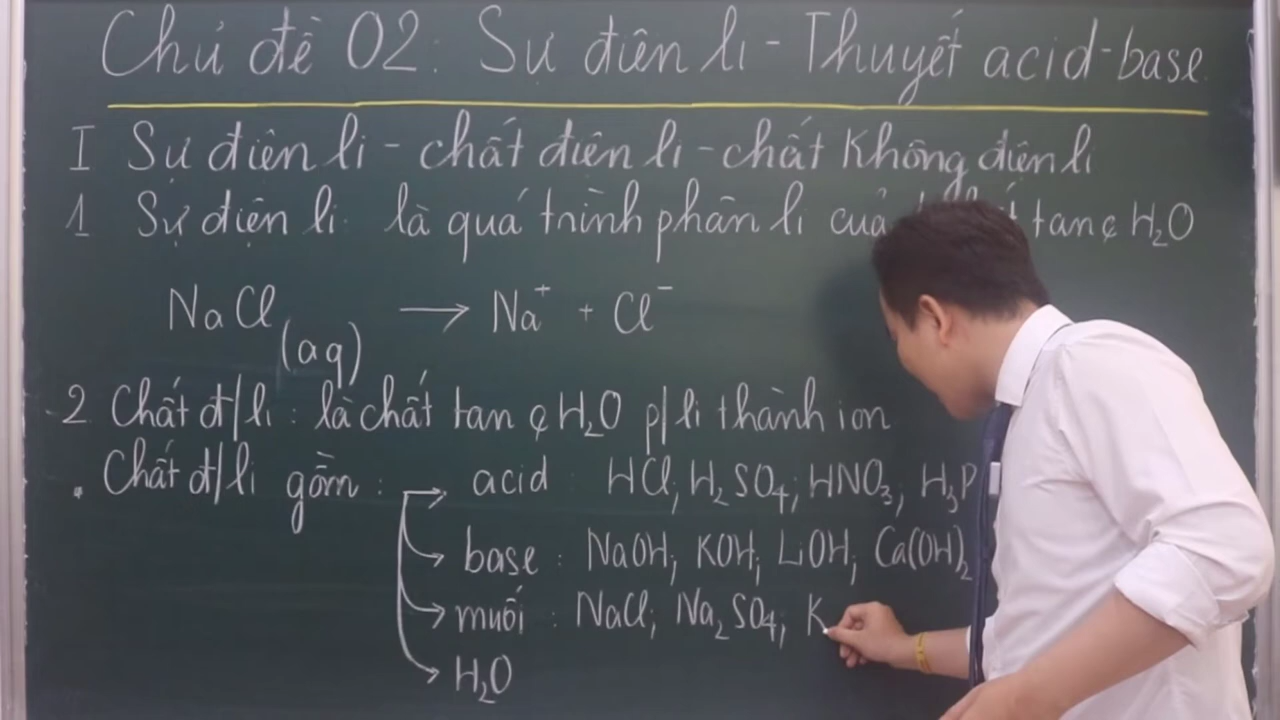 Chủ đề 02: Sự điện li - Thuyết acid-base
I Sự điện li - chất điện li - chất không điện li
1 Sự điện li là quá trình phân li của tan ç H₂O
NaCl(aq) → Na⁺ + Cl⁻
2 Chất đ/li : là chất tan ç H₂O p/li thành ion
. Chất đ/li gồm : → acid : HCl; H₂SO₄; HNO₃, H₃P
→ base : NaOH; KOH; LiOH; Ca(OH)₂
→ muối : NaCl; Na₂SO₄; K
→ H₂O